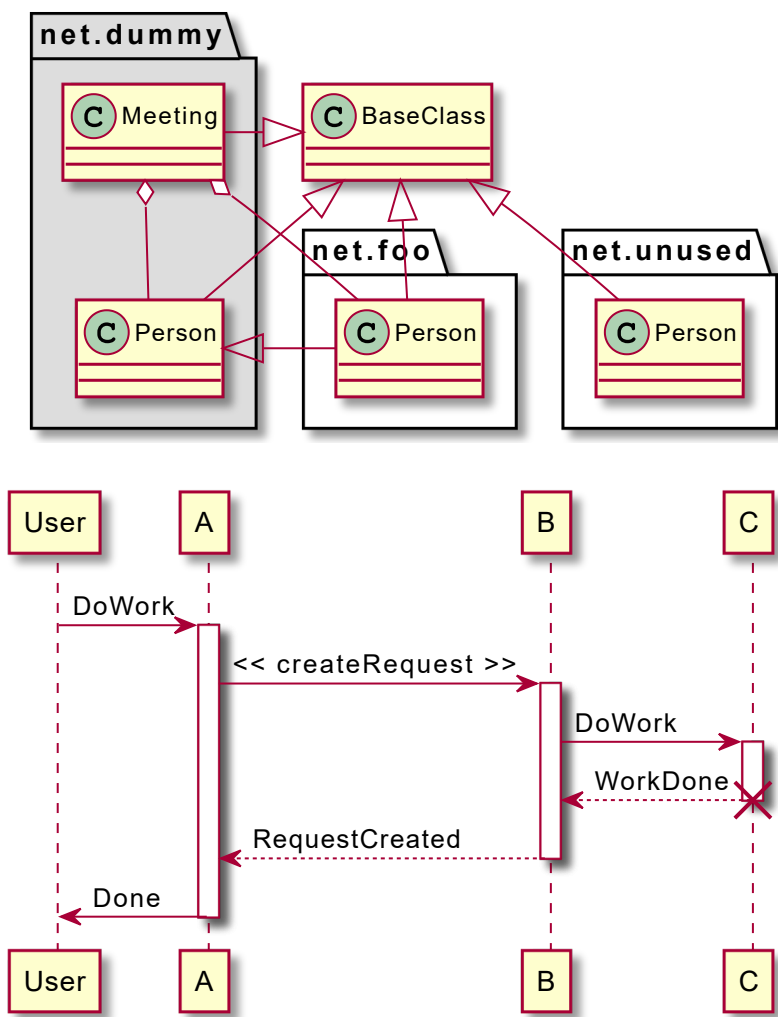 net.dummy
C Meeting
C BaseClass
net.foo
net.unused
C Person
C Person
C Person
User
A
B
C
DoWork
<< createRequest >>
DoWork
WorkDone
RequestCreated
Done
User
A
B
C